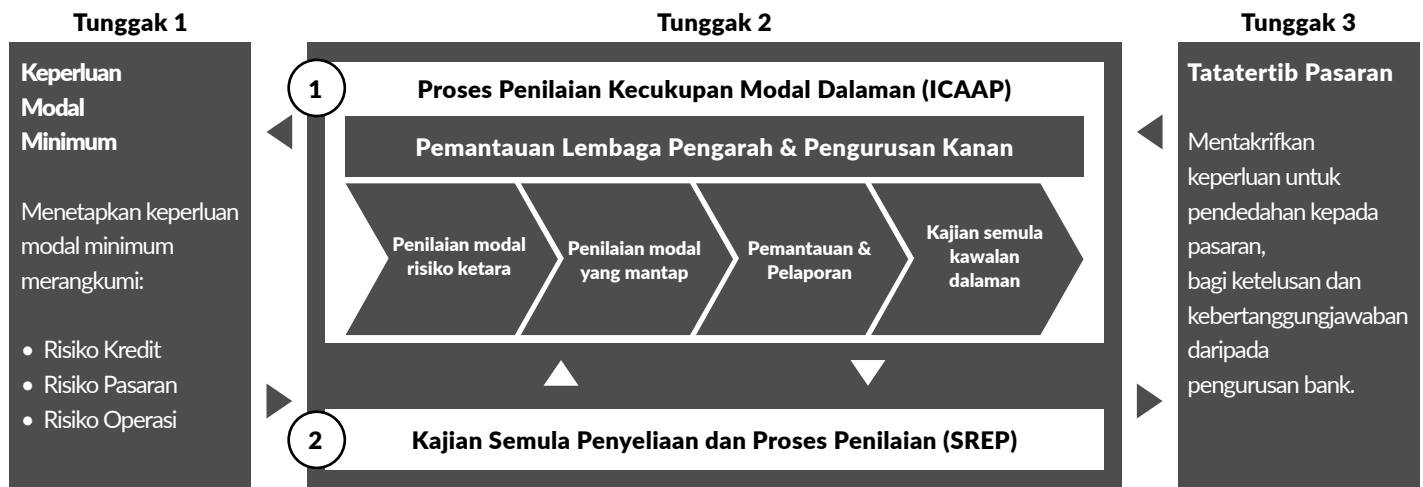 Tunggak 1
Keperluan
Modal
Minimum
Menetapkan keperluan
modal minimum
merangkumi:
• Risiko Kredit
• Risiko Pasaran
• Risiko Operasi
Tunggak 2
1
Proses Penilaian Kecukupan Modal Dalaman (ICAAP)
Pemantauan Lembaga Pengarah & Pengurusan Kanan
Penilaian modal
risiko ketara
Penilaian modal
yang mantap
Pemantauan &
Pelaporan
Kajian semula
kawalan
dalaman
2
Kajian Semula Penyeliaan dan Proses Penilaian (SREP)
Tunggak 3
Tatatertib Pasaran
Mentakrifkan
keperluan untuk
pendedahan kepada
pasaran,
bagi ketelusan dan
kebertanggungjawaban
daripada
pengurusan bank.